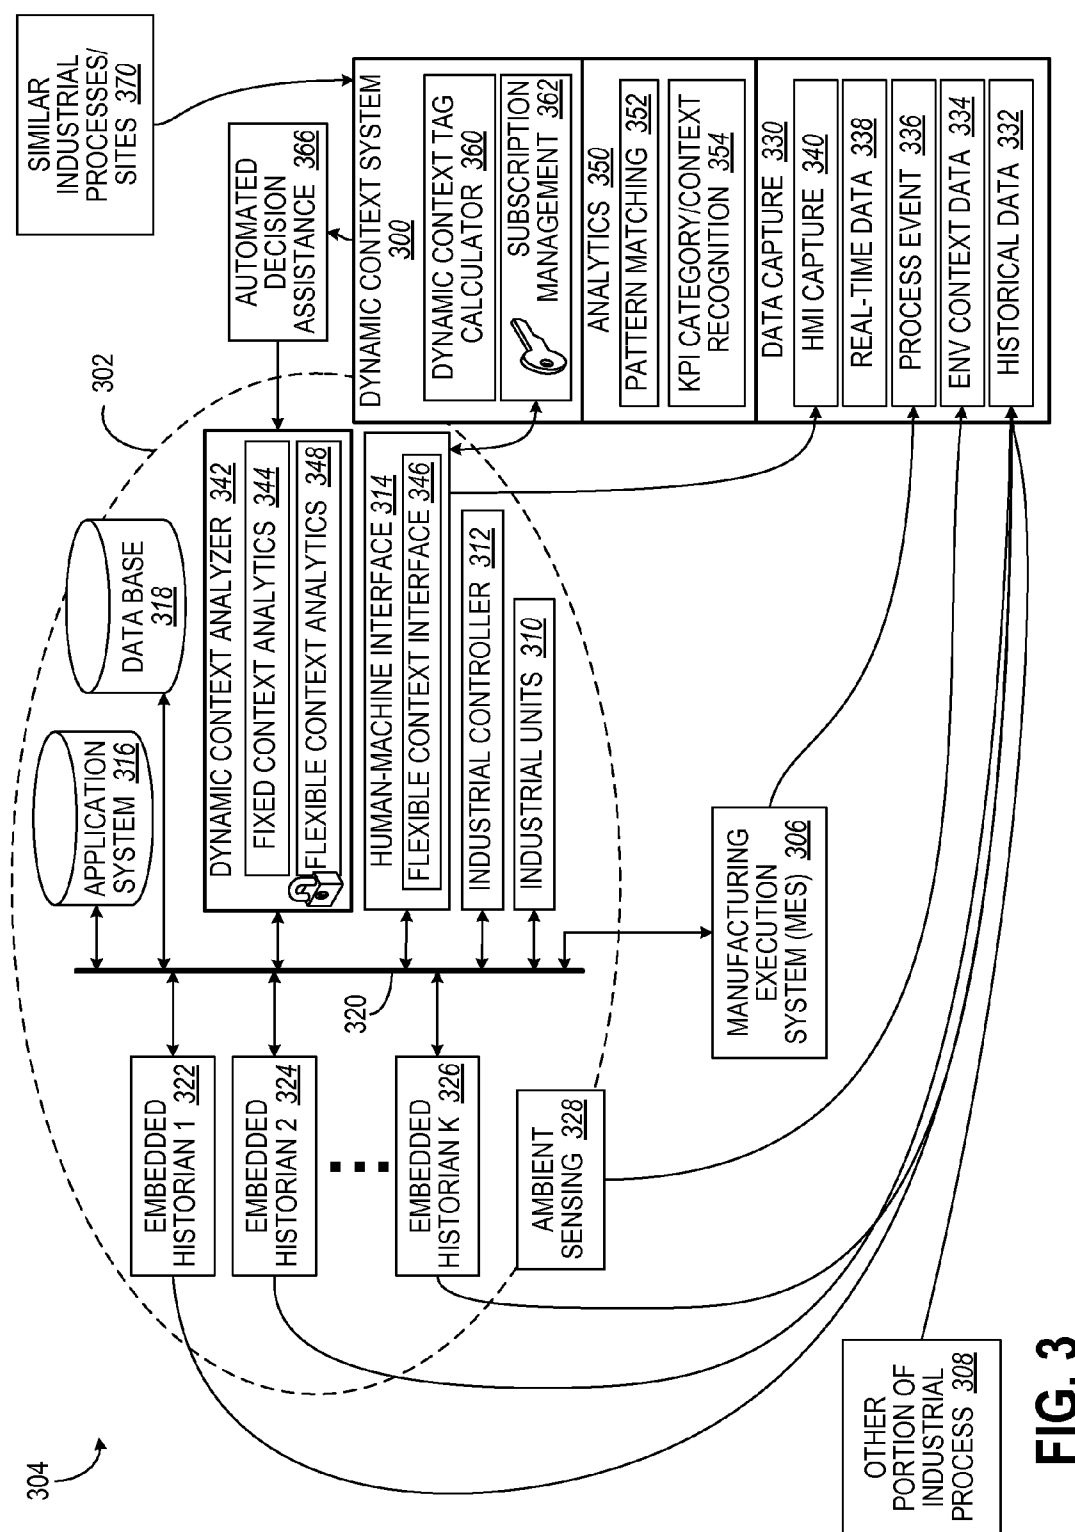 304
302
SIMILAR
INDUSTRIAL
PROCESSES/
SITES 370
AUTOMATED
DECISION
ASSISTANCE 366
DATA BASE
318
APPLICATION
SYSTEM 316
DYNAMIC CONTEXT ANALYZER 342
FIXED CONTEXT ANALYTICS 344
FLEXIBLE CONTEXT ANALYTICS 348
HUMAN-MACHINE INTERFACE 314
FLEXIBLE CONTEXT INTERFACE 346
INDUSTRIAL CONTROLLER 312
INDUSTRIAL UNITS 310
320
EMBEDDED
HISTORIAN 1 322
EMBEDDED
HISTORIAN 2 324
EMBEDDED
HISTORIAN K 326
AMBIENT
SENSING 328
MANUFACTURING
EXECUTION
SYSTEM (MES) 306
OTHER
PORTION OF
INDUSTRIAL
PROCESS 308
DYNAMIC CONTEXT SYSTEM
300
DYNAMIC CONTEXT TAG
CALCULATOR 360
SUBSCRIPTION
MANAGEMENT 362
ANALYTICS 350
PATTERN MATCHING 352
KPI CATEGORY/CONTEXT
RECOGNITION 354
DATA CAPTURE 330
HMI CAPTURE 340
REAL-TIME DATA 338
PROCESS EVENT 336
ENV CONTEXT DATA 334
HISTORICAL DATA 332
FIG. 3